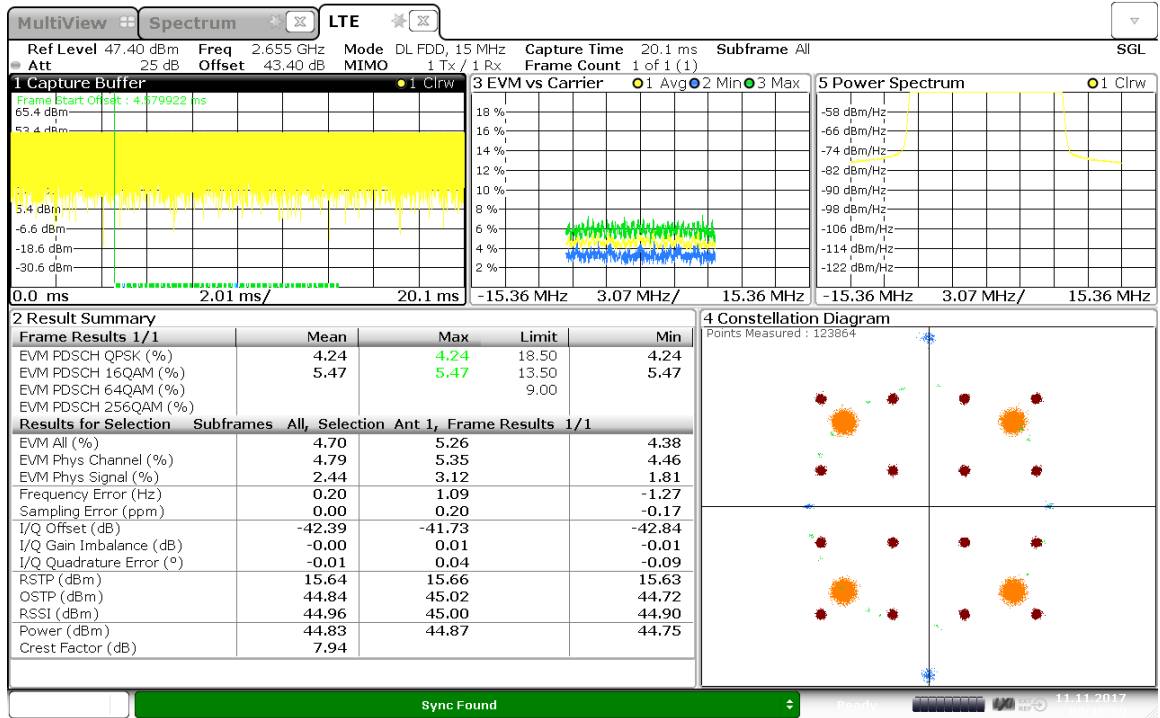 MultiView Spectrum LTE
Ref Level 47.40 dBm Freq 2.655 GHz Mode DL FDD, 15 MHz Capture Time 20.1 ms Subframe All SGL
Att 25 dB Offset 43.40 dB MIMO 1 Tx / 1 Rx Frame Count 1 of 1 (1)
1 Capture Buffer 1 Clrw
Frame Start Offset : 4.579922 ms
65.4 dBm
53.4 dBm
5.4 dBm
-6.6 dBm
-18.6 dBm
-30.6 dBm
0.0 ms 2.01 ms/ 20.1 ms
3 EVM vs Carrier 1 Avg 2 Min 3 Max
18 %
16 %
14 %
12 %
10 %
8 %
6 %
4 %
2 %
-15.36 MHz 3.07 MHz/ 15.36 MHz
5 Power Spectrum 1 Clrw
-58 dBm/Hz
-66 dBm/Hz
-74 dBm/Hz
-82 dBm/Hz
-90 dBm/Hz
-98 dBm/Hz
-106 dBm/Hz
-114 dBm/Hz
-122 dBm/Hz
-15.36 MHz 3.07 MHz/ 15.36 MHz
2 Result Summary
Frame Results 1/1 Mean Max Limit Min
EVM PDSCH QPSK (%) 4.24 4.24 18.50 4.24
EVM PDSCH 16QAM (%) 5.47 5.47 13.50 5.47
EVM PDSCH 64QAM (%) 9.00
EVM PDSCH 256QAM (%)
Results for Selection Subframes All, Selection Ant 1, Frame Results 1/1
EVM All (%) 4.70 5.26 4.38
EVM Phys Channel (%) 4.79 5.35 4.46
EVM Phys Signal (%) 2.44 3.12 1.81
Frequency Error (Hz) 0.20 1.09 -1.27
Sampling Error (ppm) 0.00 0.20 -0.17
I/Q Offset (dB) -42.39 -41.73 -42.84
I/Q Gain Imbalance (dB) -0.00 0.01 -0.01
I/Q Quadrature Error (º) -0.01 0.04 -0.09
RSTP (dBm) 15.64 15.66 15.63
OSTP (dBm) 44.84 45.02 44.72
RSSI (dBm) 44.96 45.00 44.90
Power (dBm) 44.83 44.87 44.75
Crest Factor (dB) 7.94
4 Constellation Diagram
Points Measured : 123864
Sync Found
Ready
LXI
EXT
REF
11.11.2017